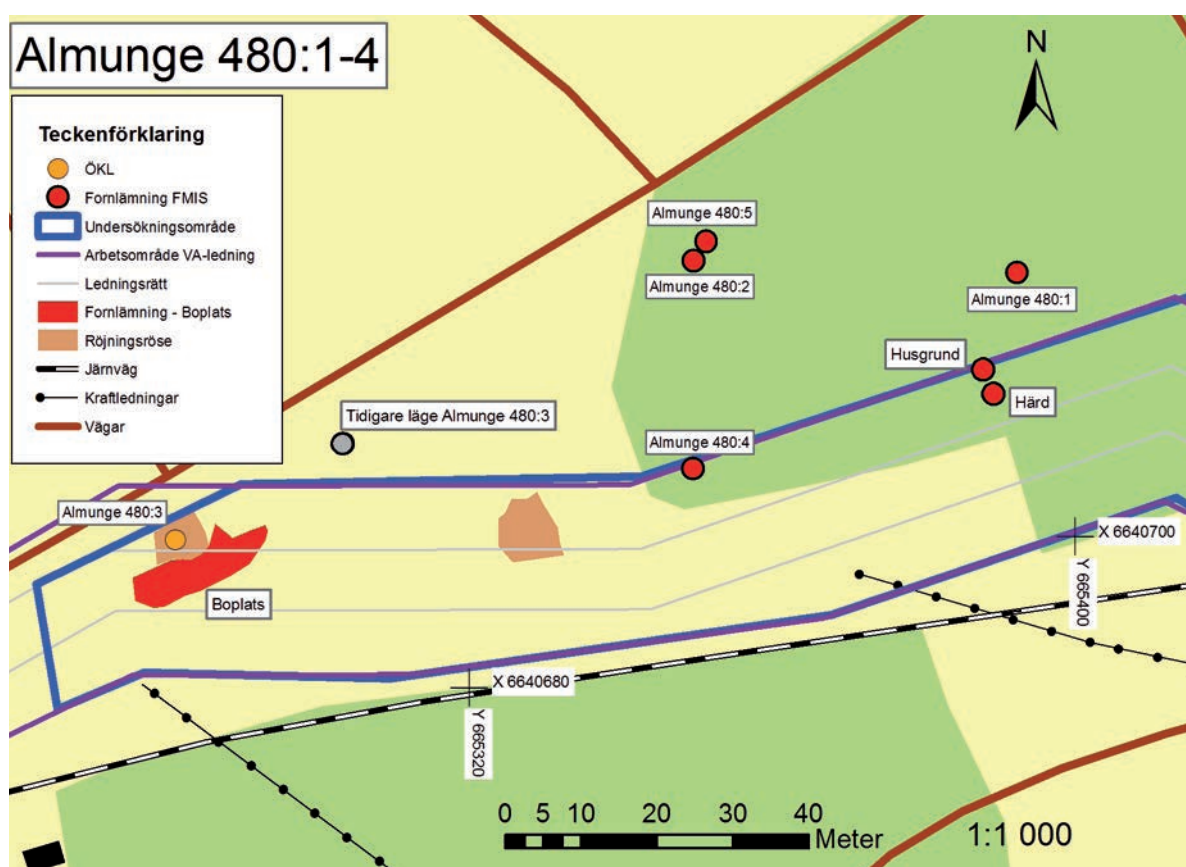 Almunge 480:1-4
N
Teckenförklaring
ÖKL
Fornlämning FMIS
Undersökningsområde
Arbetsområde VA-ledning
Ledningsrätt
Fornlämning - Boplats
Röjningsröse
Järnväg
Kraftledningar
Vägar
Almunge 480:5
Almunge 480:2
Almunge 480:1
Husgrund
Härd
Tidigare läge Almunge 480:3
Almunge 480:4
Almunge 480:3
Boplats
X 6640700
Y 665400
X 6640680
Y 665320
0 5 10 20 30 40
Meter
1:1 000